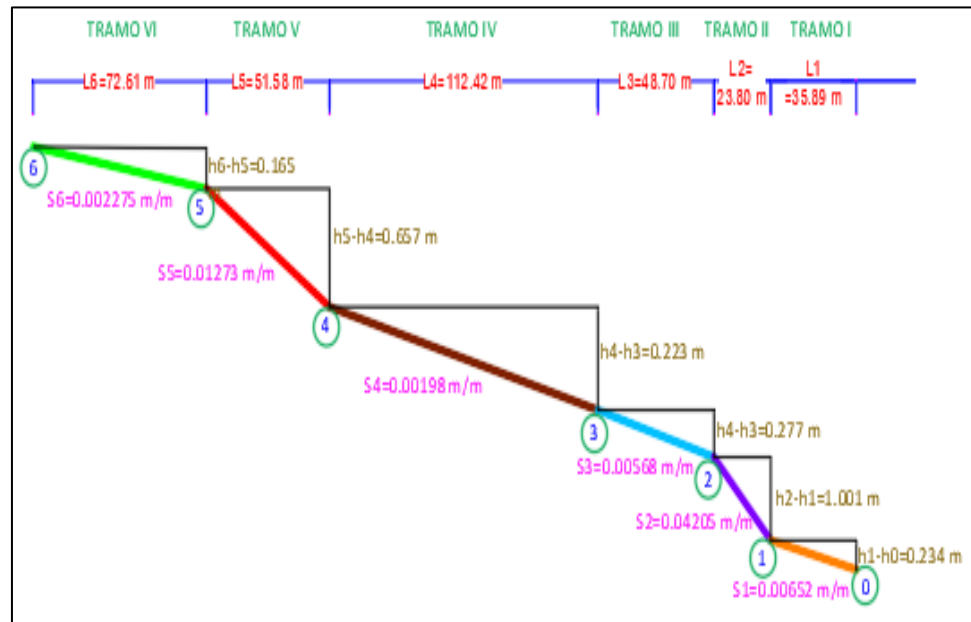 TRAMO VI TRAMO V TRAMO IV TRAMO III TRAMO II TRAMO I
L6=72.61 m L5=51.58 m L4=112.42 m L3=48.70 m L2= L1
23.80 m =35.89 m
6
h6-h5=0.165
S6=0.002275 m/m
5
h5-h4=0.657 m
S5=0.01273 m/m
4
h4-h3=0.223 m
S4=0.00198 m/m
3
h4-h3=0.277 m
S3=0.00568 m/m
2
h2-h1=1.001 m
S2=0.04205 m/m
1
h1-h0=0.234 m
S1=0.00652 m/m
0